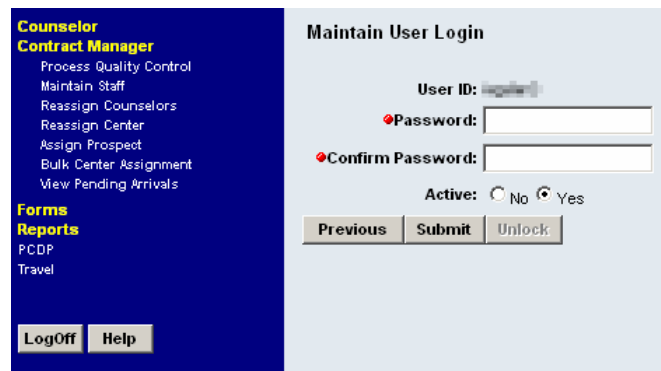 Counselor
Contract Manager
Process Quality Control
Maintain Staff
Reassign Counselors
Reassign Center
Assign Prospect
Bulk Center Assignment
View Pending Arrivals
Forms
Reports
PCDP
Travel
LogOff Help
Maintain User Login
User ID:
Password:
Confirm Password:
Active: No Yes
Previous Submit Unlock